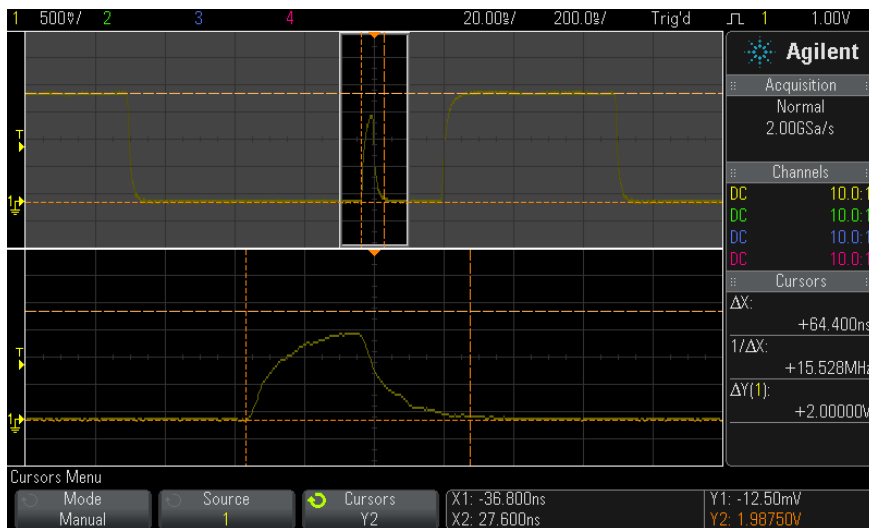 1 500mV/ 2 3 4 20.00ns/ 200.0ns/ Trig'd 1 1.00V
Agilent
Acquisition
Normal
2.00GSa/s
Channels
DC 10.0:1
DC 10.0:1
DC 10.0:1
DC 10.0:1
Cursors
ΔX:
+64.400ns
1/ΔX:
+15.528MHz
ΔY(1):
+2.00000V
T
1
T
1
Cursors Menu
Mode
Manual
Source
1
Cursors
Y2
X1: -36.800ns
X2: 27.600ns
Y1: -12.50mV
Y2: 1.98750V